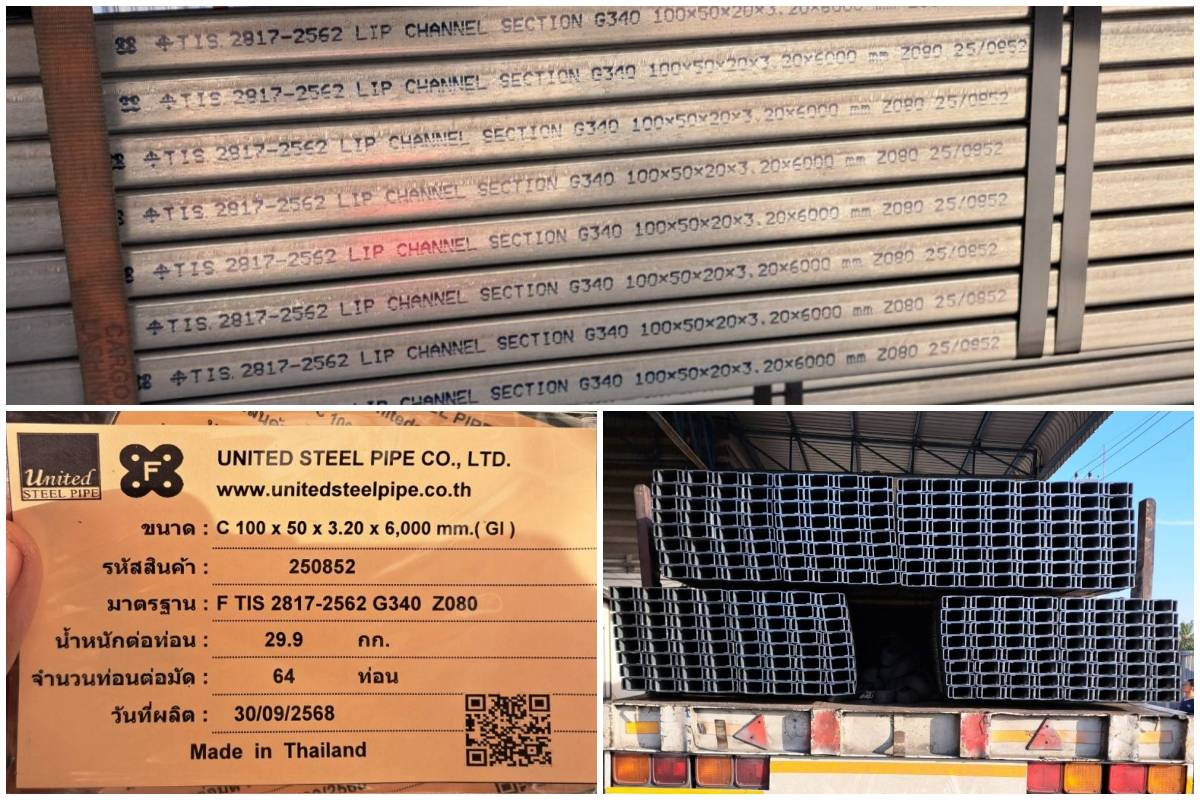 TIS 2817-2562 LIP CHANNEL SECTION G340 100×50×20×3.20×6000
TIS 2817-2562 LIP CHANNEL SECTION G340 100×50×20×3.20×6000 mm Z080 25/0852
TIS 2817-2562 LIP CHANNEL SECTION G340 100×50×20×3.20×6000 mm Z080 25/0852
TIS 2817-2562 LIP CHANNEL SECTION G340 100×50×20×3.20×6000 mm Z080 25/0852
TIS 2817-2562 LIP CHANNEL SECTION G340 100×50×20×3.20×6000 mm Z080 25/0852
TIS 2817-2562 LIP CHANNEL SECTION G340 100×50×20×3.20×6000 mm Z080 25/0852
TIS 2817-2562 LIP CHANNEL SECTION G340 100×50×20×3.20×6000 mm Z080 25/0852
CHANNEL SECTION G340 100×50×20×3.20×6000 mm Z080 25/0852
CARGO
United
STEEL PIPE
F
UNITED STEEL PIPE CO., LTD.
www.unitedsteelpipe.co.th
ขนาด : C 100 x 50 x 3.20 x 6,000 mm.( GI )
รหัสสินค้า : 250852
มาตรฐาน : F TIS 2817-2562 G340 Z080
น้ำหนักต่อท่อน : 29.9 กก.
จำนวนท่อนต่อมัด : 64 ท่อน
วันที่ผลิต : 30/09/2568
Made in Thailand